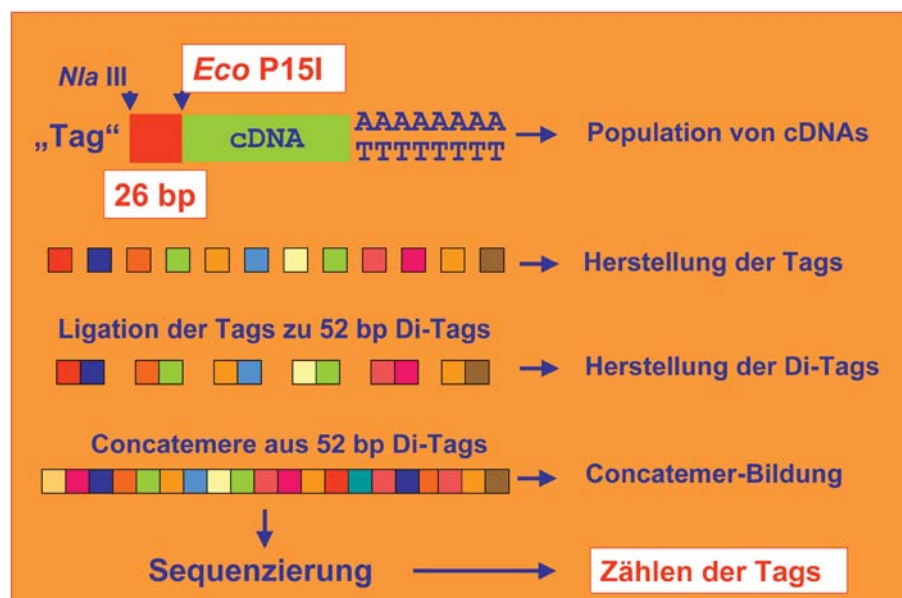 Eco P15I
Nla III
„Tag“
cDNA
AAAAAAAA
TTTTTTTT
Population von cDNAs
26 bp
Herstellung der Tags
Ligation der Tags zu 52 bp Di-Tags
Herstellung der Di-Tags
Concatemere aus 52 bp Di-Tags
Concatemer-Bildung
Sequenzierung
Zählen der Tags